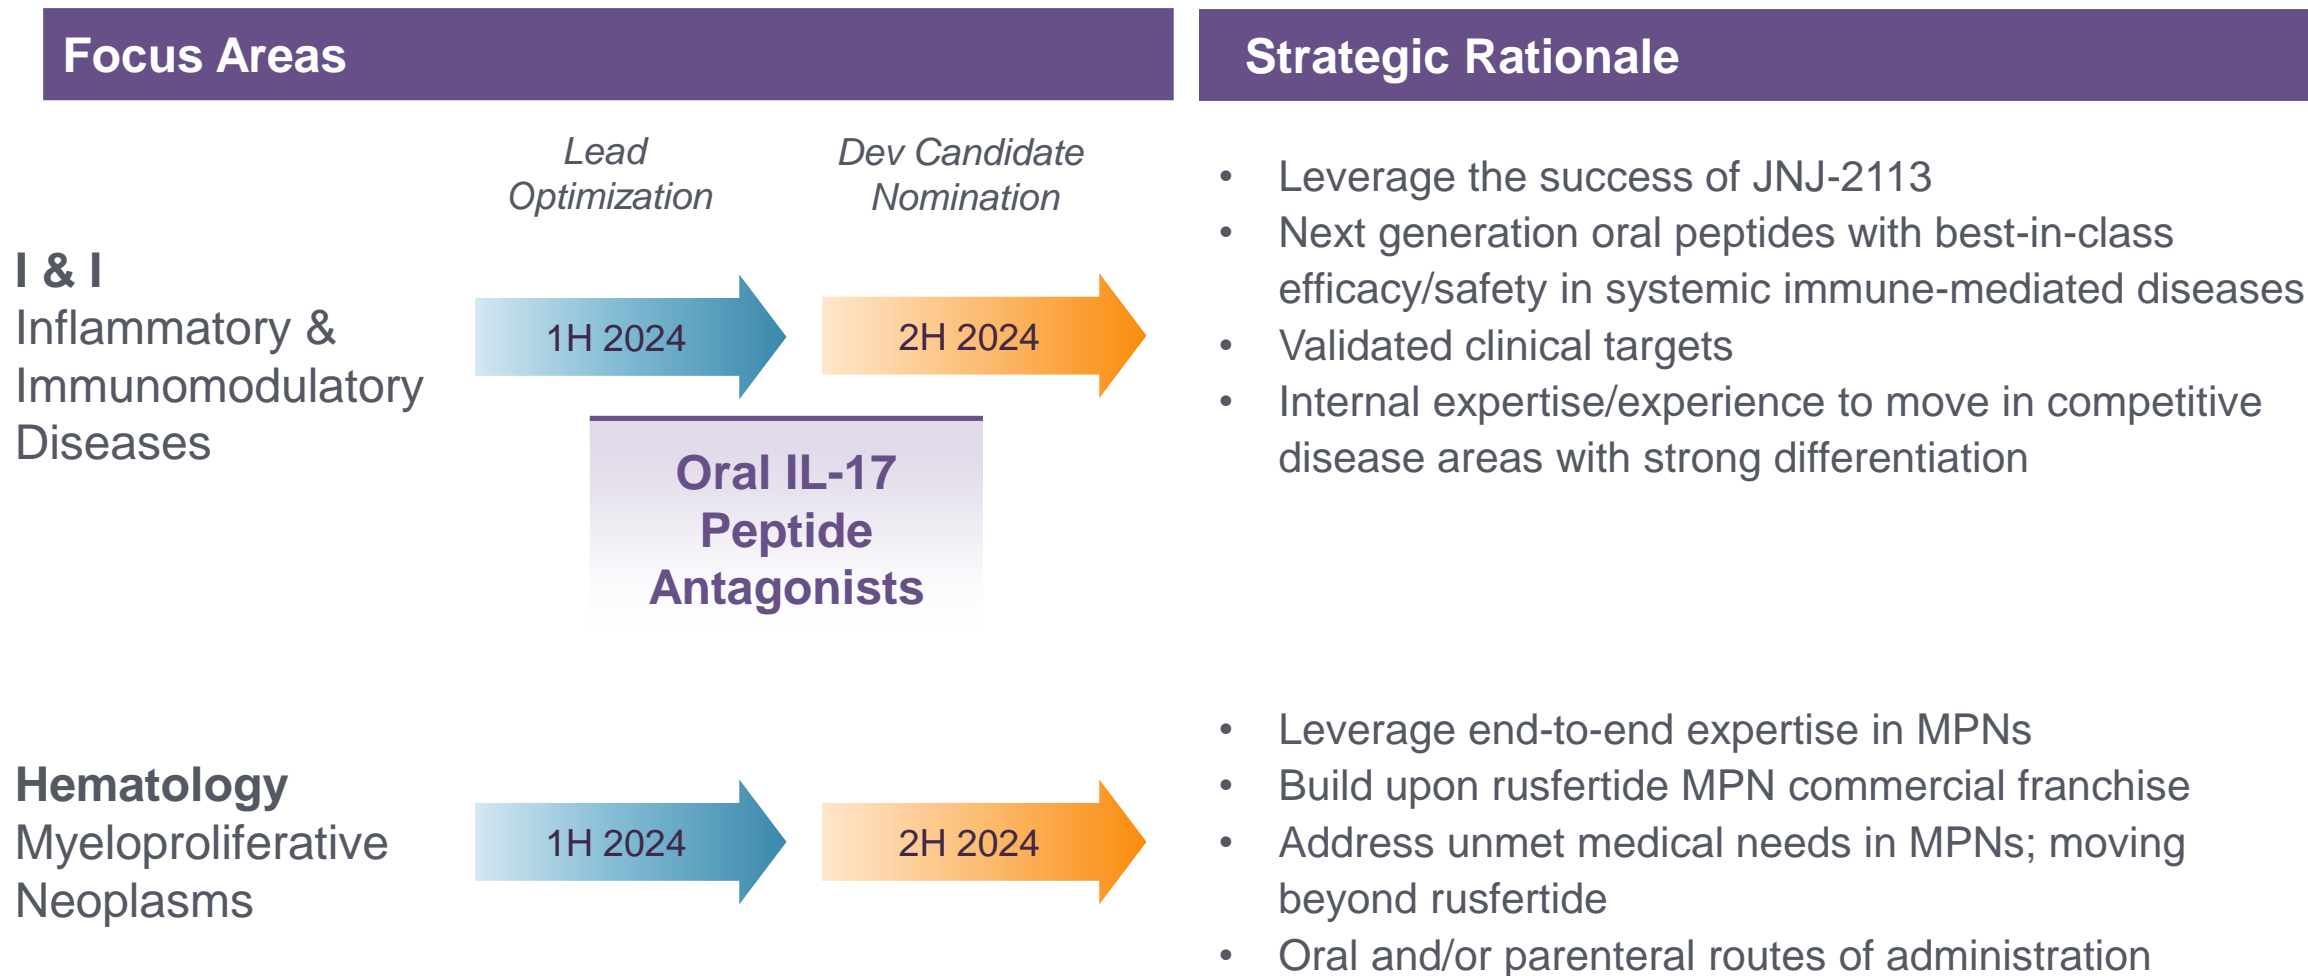 Focus Areas
Strategic Rationale
Lead
Optimization
Dev Candidate
Nomination
I & I
Inflammatory &
Immunomodulatory
Diseases
1H 2024
2H 2024
Oral IL-17
Peptide
Antagonists
• Leverage the success of JNJ-2113
• Next generation oral peptides with best-in-class
efficacy/safety in systemic immune-mediated diseases
• Validated clinical targets
• Internal expertise/experience to move in competitive
disease areas with strong differentiation
Hematology
Myeloproliferative
Neoplasms
1H 2024
2H 2024
• Leverage end-to-end expertise in MPNs
• Build upon rusfertide MPN commercial franchise
• Address unmet medical needs in MPNs; moving
beyond rusfertide
• Oral and/or parenteral routes of administration